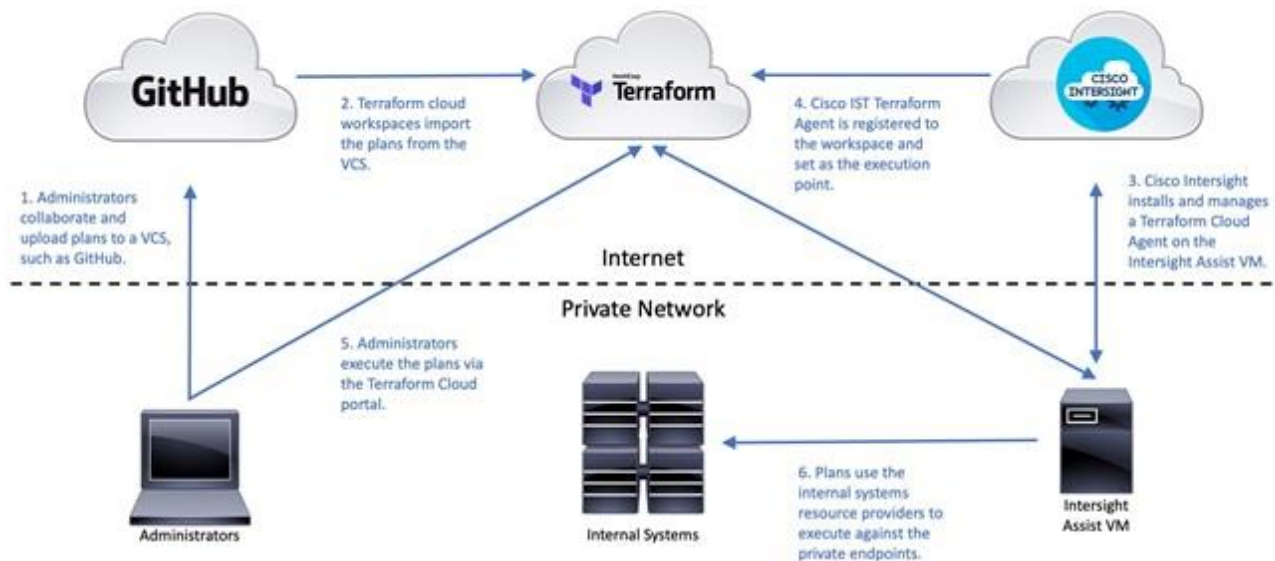 GitHub
HashiCorp
Terraform
CISCO
INTERSIGHT
2. Terraform cloud
workspaces import
the plans from the
VCS.
4. Cisco IST Terraform
Agent is registered to
the workspace and
set as the execution
point.
1. Administrators
collaborate and
upload plans to a VCS,
such as GitHub.
3. Cisco Intersight
installs and manages
a Terraform Cloud
Agent on the
Intersight Assist VM.
Internet
Private Network
5. Administrators
execute the plans via
the Terraform Cloud
portal.
6. Plans use the
internal systems
resource providers to
execute against the
private endpoints.
Administrators
Internal Systems
Intersight
Assist VM